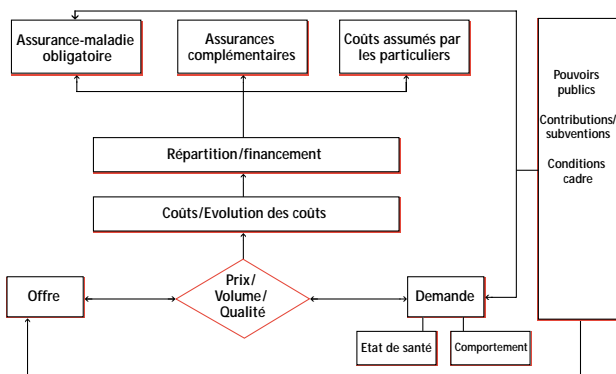 Assurance-maladie
obligatoire
Assurances
complémentaires
Coûts assumés par
les particuliers
Pouvoirs
publics
Contributions/
subventions
Conditions
cadre
Répartition/financement
Coûts/Evolution des coûts
Offre
Prix/
Volume/
Qualité
Demande
Etat de santé
Comportement